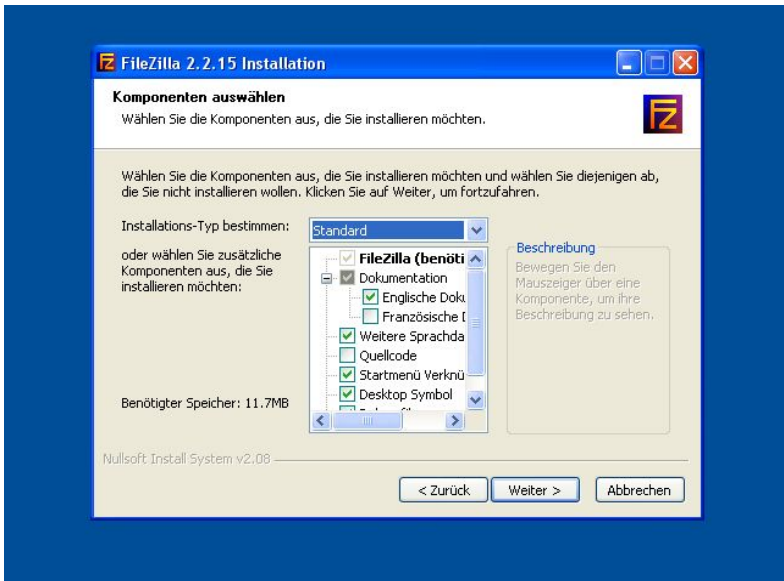 FileZilla 2.2.15 Installation
Komponenten auswählen
Wählen Sie die Komponenten aus, die Sie installieren möchten.
FZ
Wählen Sie die Komponenten aus, die Sie installieren möchten und wählen Sie diejenigen ab,
die Sie nicht installieren wollen. Klicken Sie auf Weiter, um fortzufahren.
Installations-Typ bestimmen:
Standard
oder wählen Sie zusätzliche
Komponenten aus, die Sie
installieren möchten:
FileZilla (benöti
Dokumentation
Englische Doku
Französische D
Weitere Sprachda
Quellcode
Startmenü Verknü
Desktop Symbol
Beschreibung
Bewegen Sie den
Mauszeiger über eine
Komponente, um ihre
Beschreibung zu sehen.
Benötigter Speicher: 11.7MB
Nullsoft Install System v2.08
< Zurück
Weiter >
Abbrechen